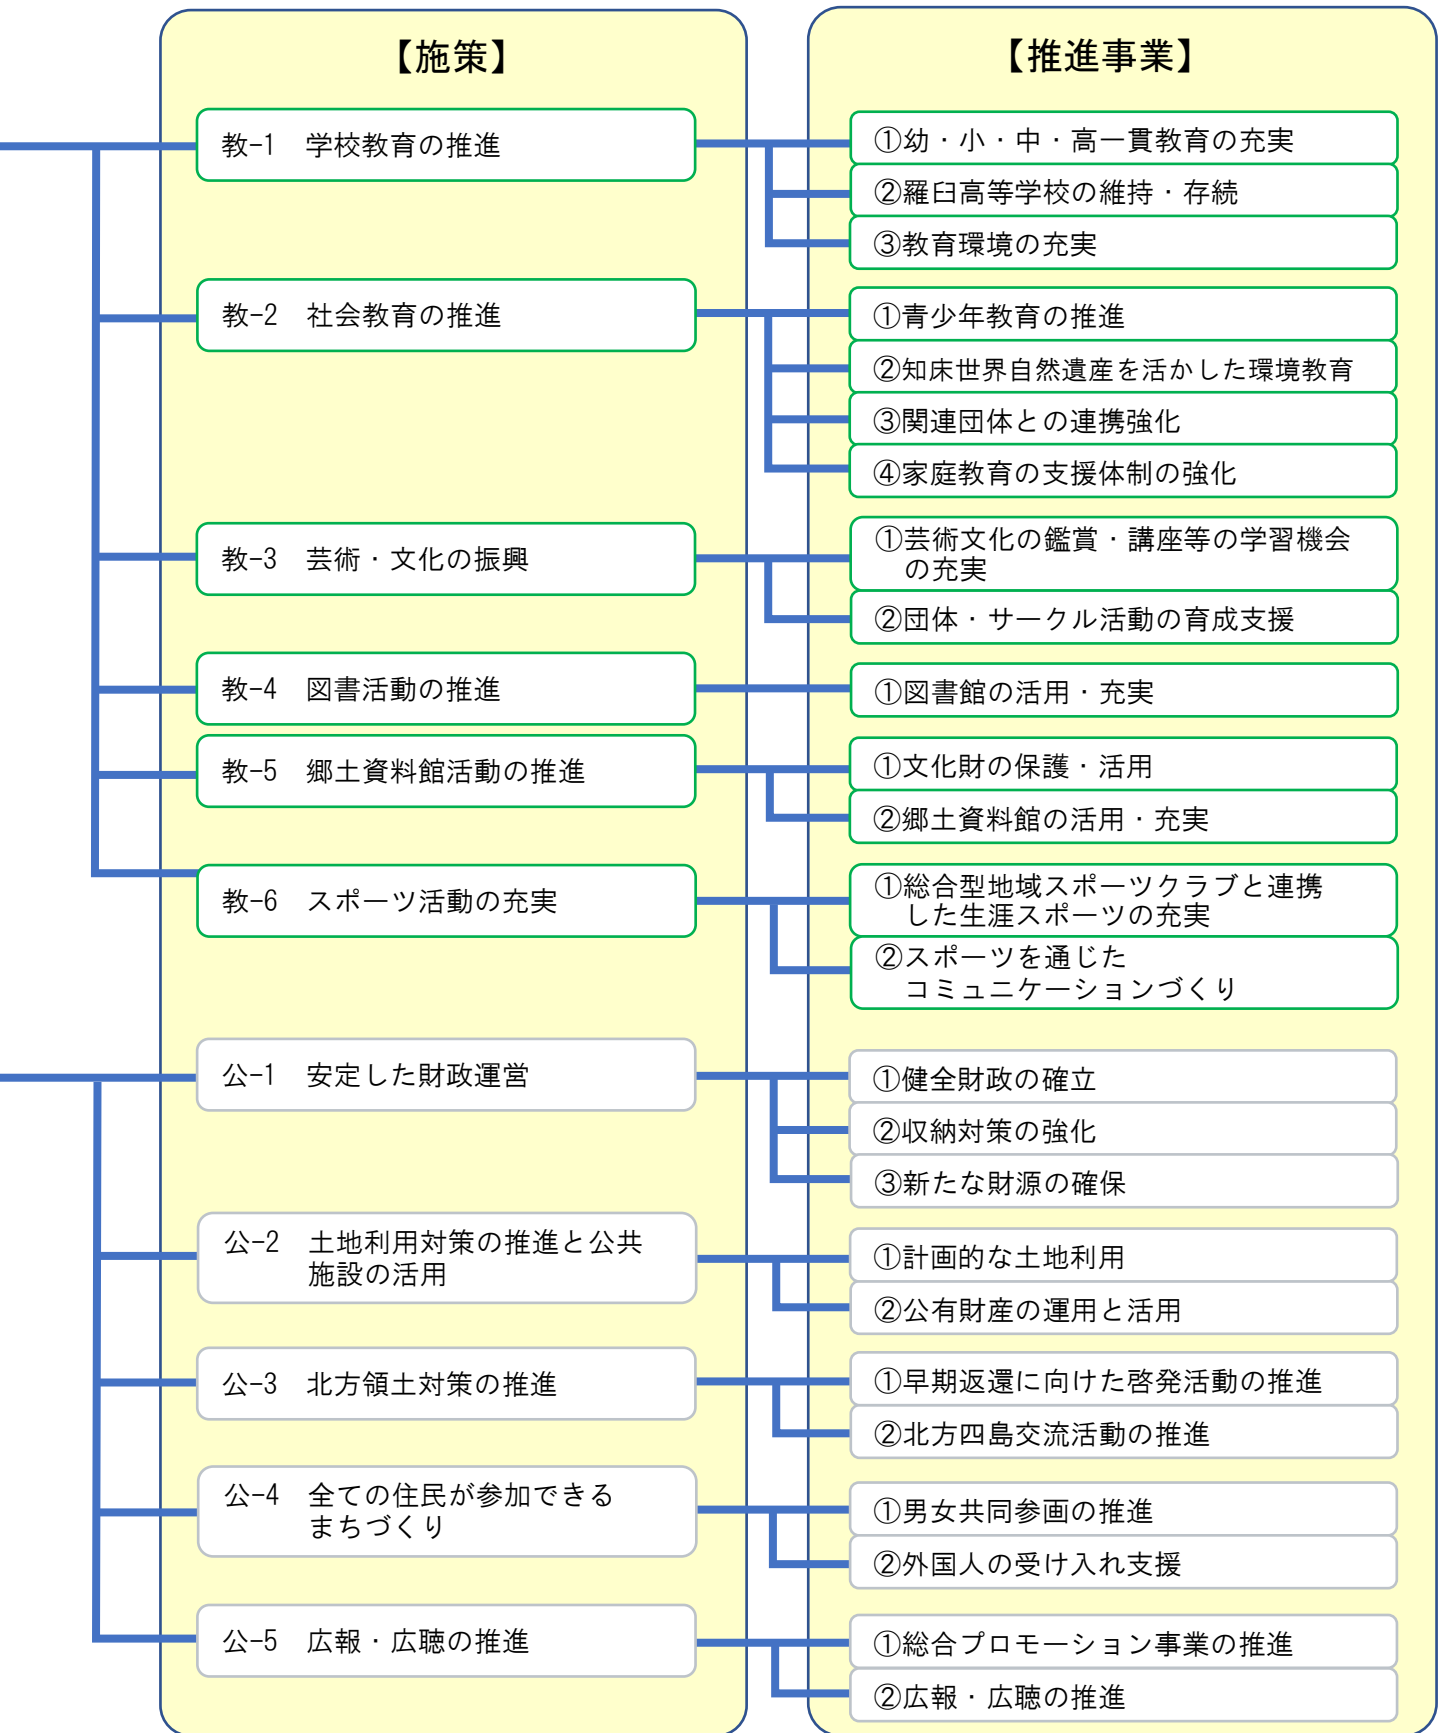 【施策】
【推進事業】
教-1　学校教育の推進
①幼・小・中・高一貫教育の充実
②羅臼高等学校の維持・存続
③教育環境の充実
教-2　社会教育の推進
①青少年教育の推進
②知床世界自然遺産を活かした環境教育
③関連団体との連携強化
④家庭教育の支援体制の強化
教-3　芸術・文化の振興
①芸術文化の鑑賞・講座等の学習機会
の充実
②団体・サークル活動の育成支援
教-4　図書活動の推進
①図書館の活用・充実
教-5　郷土資料館活動の推進
①文化財の保護・活用
②郷土資料館の活用・充実
教-6　スポーツ活動の充実
①総合型地域スポーツクラブと連携
した生涯スポーツの充実
②スポーツを通じた
コミュニケーションづくり
公-1　安定した財政運営
①健全財政の確立
②収納対策の強化
③新たな財源の確保
公-2　土地利用対策の推進と公共
施設の活用
①計画的な土地利用
②公有財産の運用と活用
公-3　北方領土対策の推進
①早期返還に向けた啓発活動の推進
②北方四島交流活動の推進
公-4　全ての住民が参加できる
まちづくり
①男女共同参画の推進
②外国人の受け入れ支援
公-5　広報・広聴の推進
①総合プロモーション事業の推進
②広報・広聴の推進